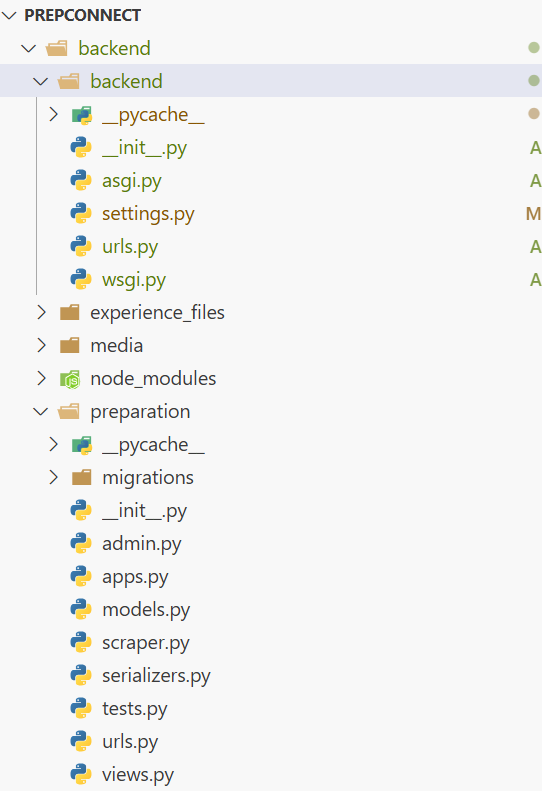 PREPCONNECT
backend
backend
__pycache__
__init__.py
A
asgi.py
A
settings.py
M
urls.py
A
wsgi.py
A
experience_files
media
node_modules
preparation
__pycache__
migrations
__init__.py
admin.py
apps.py
models.py
scraper.py
serializers.py
tests.py
urls.py
views.py